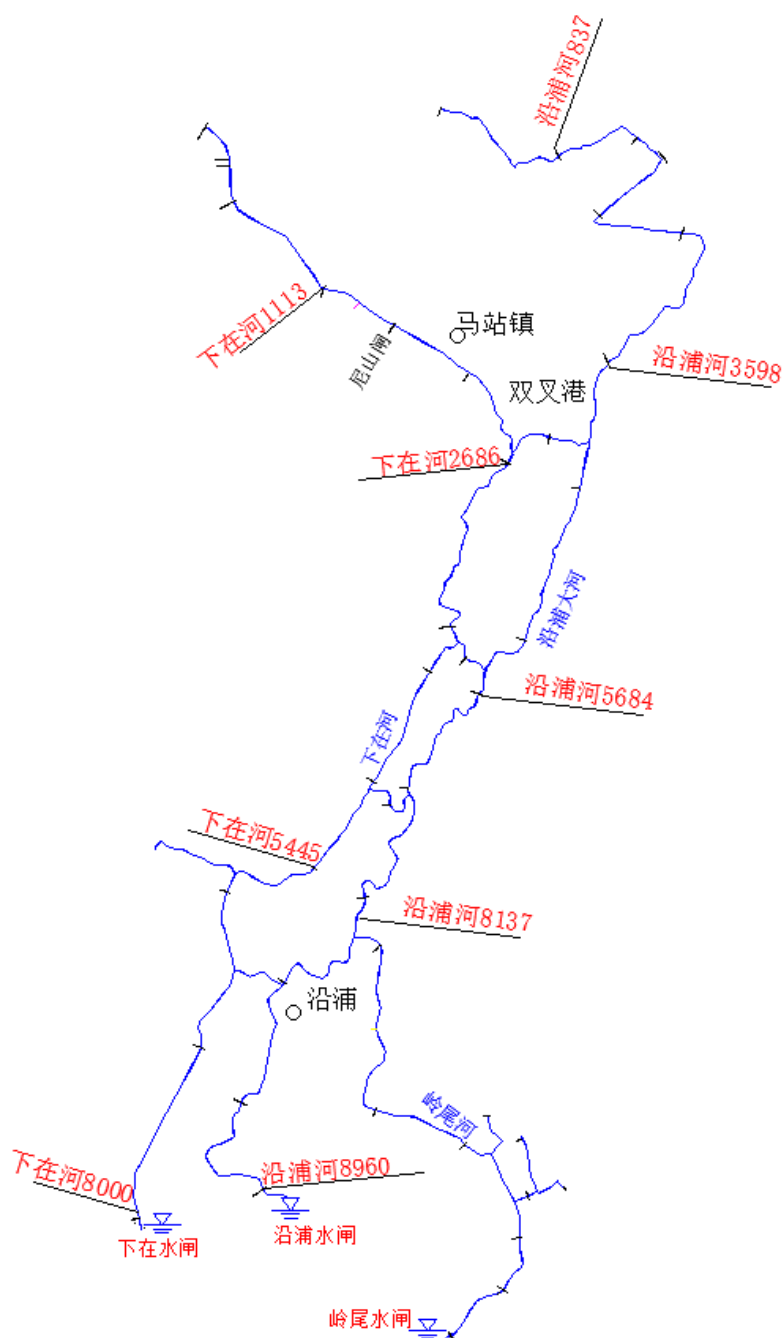 沿浦河837
下在河1113
马站镇
尼山闸
沿浦河3598
双叉港
下在河2686
沿浦大河
沿浦河5684
下在河
下在河5445
沿浦河8137
沿浦
岭尾河
沿浦河8960
下在河8000
沿浦水闸
下在水闸
岭尾水闸